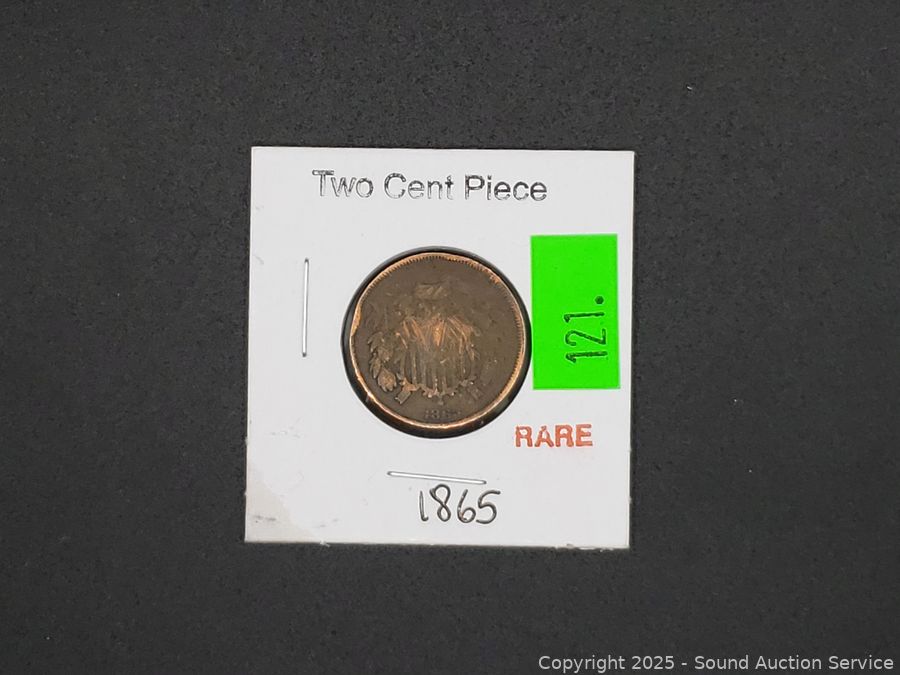 Two Cent Piece
121.
RARE
1865
Copyright 2025 - Sound Auction Service